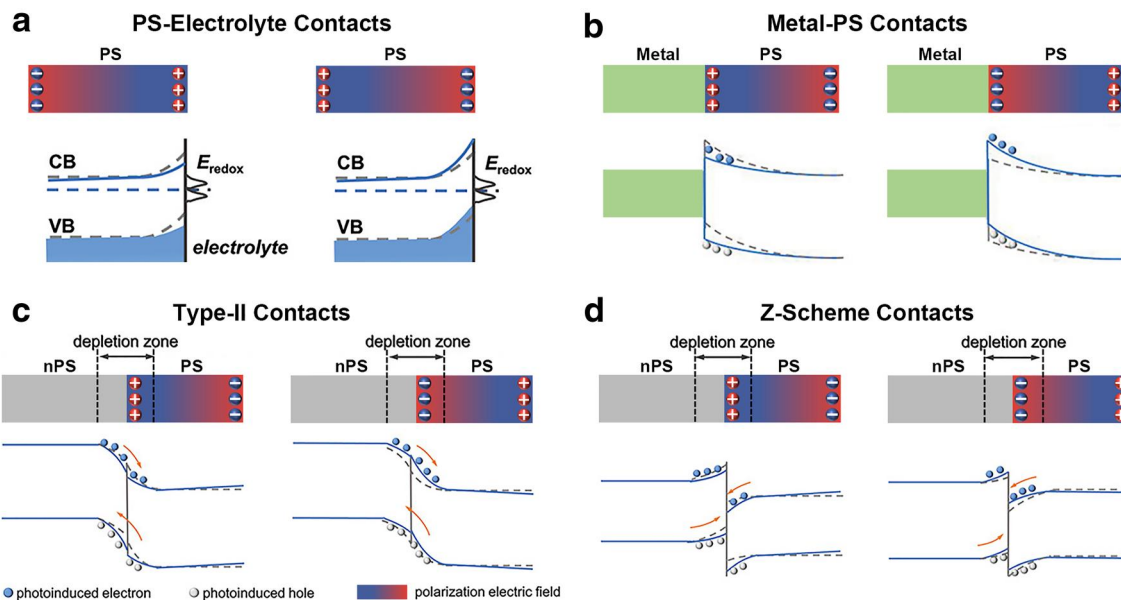 a
PS-Electrolyte Contacts
PS
PS
CB
E redox
VB
electrolyte
CB
E redox
VB
b
Metal-PS Contacts
Metal
PS
Metal
PS
c
Type-II Contacts
depletion zone
nPS
PS
depletion zone
nPS
PS
d
Z-Scheme Contacts
depletion zone
nPS
PS
depletion zone
nPS
PS
photoinduced electron
photoinduced hole
polarization electric field